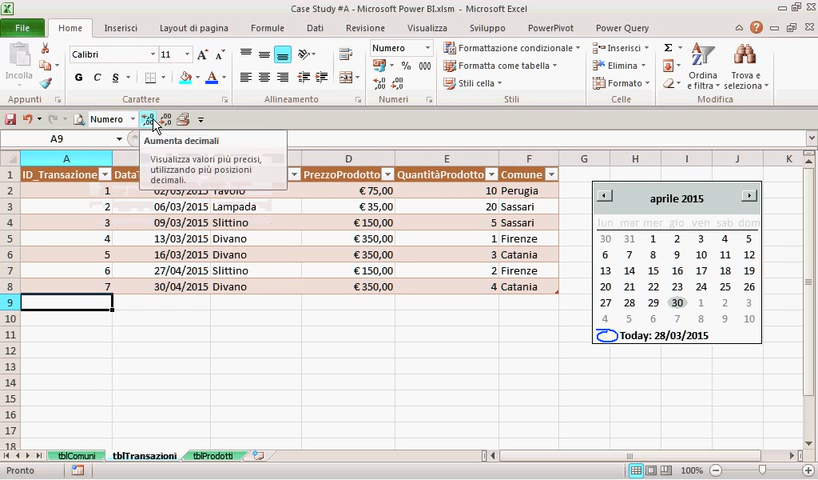 Case Study #A - Microsoft Power BI.xlsm - Microsoft Excel
File Home Inserisci Layout di pagina Formule Dati Revisione Visualizza Sviluppo PowerPivot Power Query
Calibri 11 Numero Formattazione condizionale Inserisci
Incolla Formatta come tabella Elimina Ordina e filtra Trova e seleziona
G C S % 000 Stili cella Formato
Appunti Carattere Allineamento Numeri Stili Celle Modifica
Numero
A9
Aumenta decimali
Visualizza valori più precisi,
utilizzando più posizioni
decimali.
A D E F G H I J K
1 ID_Transazione PrezzoProdotto QuantitàProdotto Comune
2 1 02/03/2015 Tavolo € 75,00 10 Perugia
3 2 06/03/2015 Lampada € 35,00 20 Sassari
4 3 09/03/2015 Slittino € 150,00 5 Sassari
5 4 13/03/2015 Divano € 350,00 1 Firenze
6 5 16/03/2015 Divano € 350,00 3 Catania
7 6 27/04/2015 Slittino € 150,00 2 Firenze
8 7 30/04/2015 Divano € 350,00 4 Catania
9
10
11
12
13
14
15
16
17
18
aprile 2015
lun mar mer gio ven sab dom
30 31 1 2 3 4 5
6 7 8 9 10 11 12
13 14 15 16 17 18 19
20 21 22 23 24 25 26
27 28 29 30 1 2 3
4 5 6 7 8 9 10
Today: 28/03/2015
tblComuni tblTransazioni tblProdotti
Pronto 100%